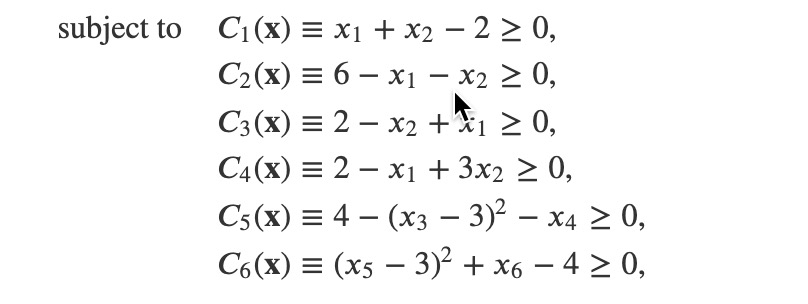 subject to C₁(𝐱) ≡ x₁ + x₂ − 2 ≥ 0,
C₂(𝐱) ≡ 6 − x₁ − x₂ ≥ 0,
C₃(𝐱) ≡ 2 − x₂ + x₁ ≥ 0,
C₄(𝐱) ≡ 2 − x₁ + 3x₂ ≥ 0,
C₅(𝐱) ≡ 4 − (x₃ − 3)² − x₄ ≥ 0,
C₆(𝐱) ≡ (x₅ − 3)² + x₆ − 4 ≥ 0,